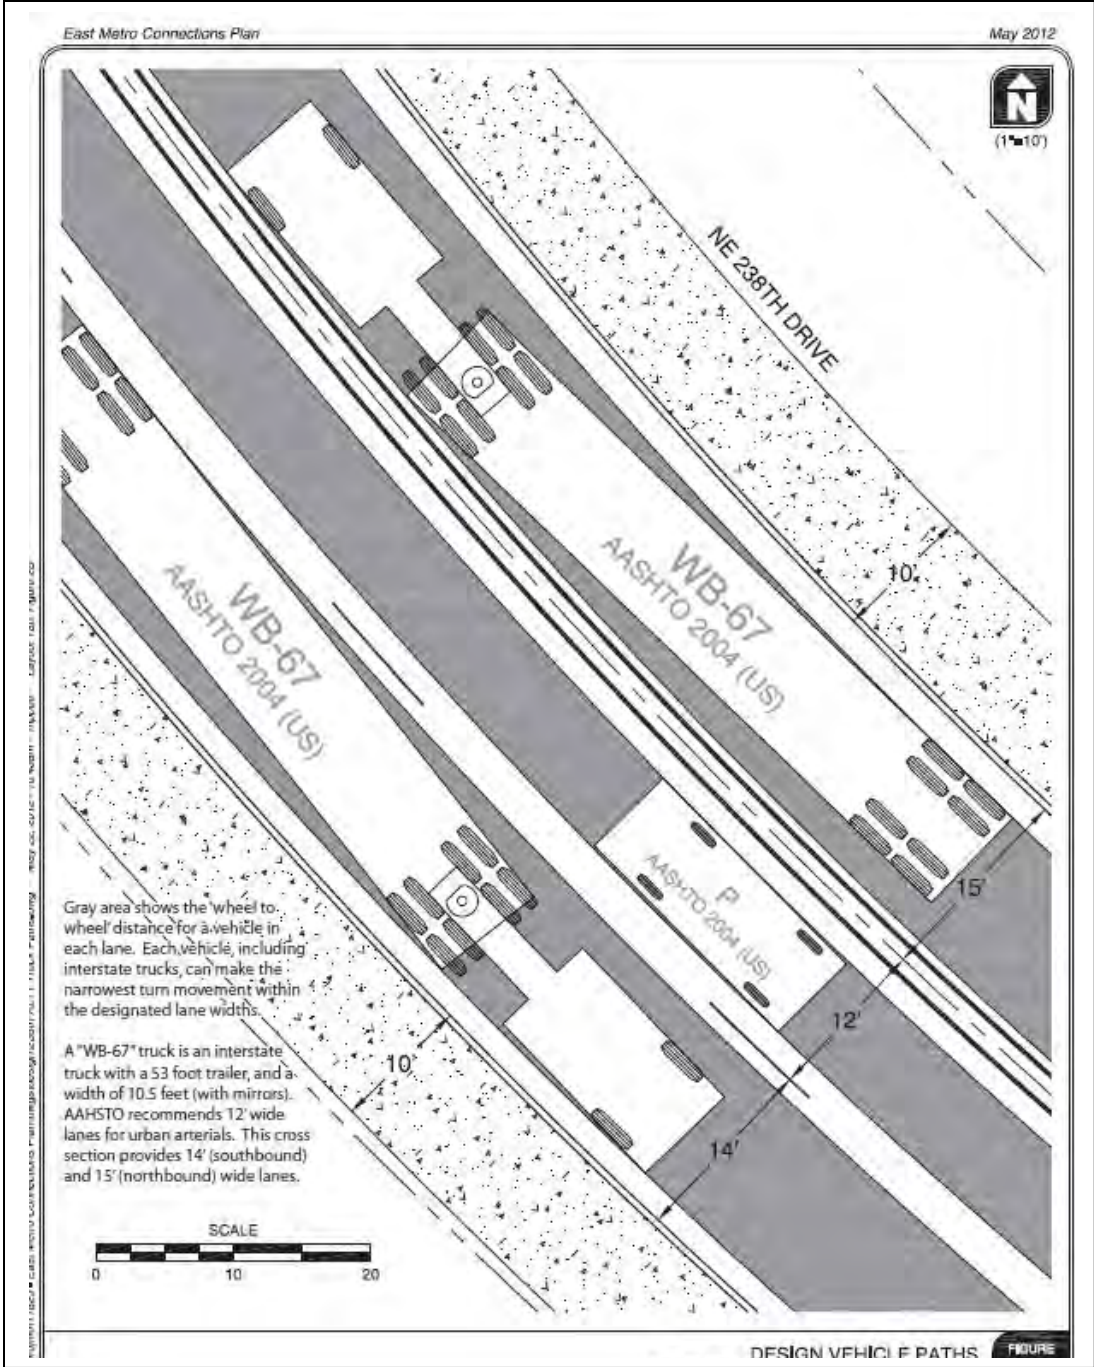 East Metro Connections Plan
May 2012
N
(1"=10')
NE 238TH DRIVE
10'
WB-67
AASHTO 2004 (US)
WB-67
AASHTO 2004 (US)
15'
P
AASHTO 2004 (US)
12'
14'
10'
Gray area shows the 'wheel to
wheel' distance for a vehicle in
each lane. Each vehicle, including
interstate trucks, can make the
narrowest turn movement within
the designated lane widths.
A "WB-67" truck is an interstate
truck with a 53 foot trailer, and a
width of 10.5 feet (with mirrors).
AAHSTO recommends 12' wide
lanes for urban arterials. This cross
section provides 14' (southbound)
and 15' (northbound) wide lanes.
SCALE
0 10 20
DESIGN VEHICLE PATHS
FIGURE